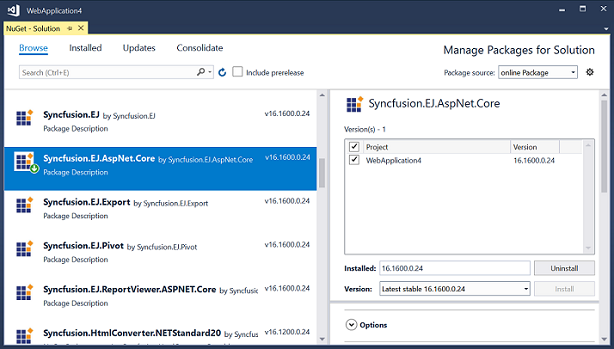 WebApplication4
NuGet - Solution
Browse Installed Updates Consolidate
Manage Packages for Solution
Search (Ctrl+E)
Include prerelease
Package source: online Package
Syncfusion.EJ by Syncfusion.EJ v16.1600.0.24
Package Description
Syncfusion.EJ.AspNet.Core by Syncfusion.EJ.AspNet.Core v16.1600.0.24
Package Description
Syncfusion.EJ.Export by Syncfusion.EJ.Export v16.1600.0.24
Package Description
Syncfusion.EJ.Pivot by Syncfusion.EJ.Pivot v16.1600.0.24
Package Description
Syncfusion.EJ.ReportViewer.ASPNET.Core by Syncfus v16.1600.0.24
Package Description
Syncfusion.HtmlConverter.NETStandard20 by Syncfus v16.1200.0.24
Syncfusion.EJ.AspNet.Core
Version(s) - 1
Project Version
WebApplication4 16.1600.0.24
Installed: 16.1600.0.24 Uninstall
Version: Latest stable 16.1600.0.24 Install
Options